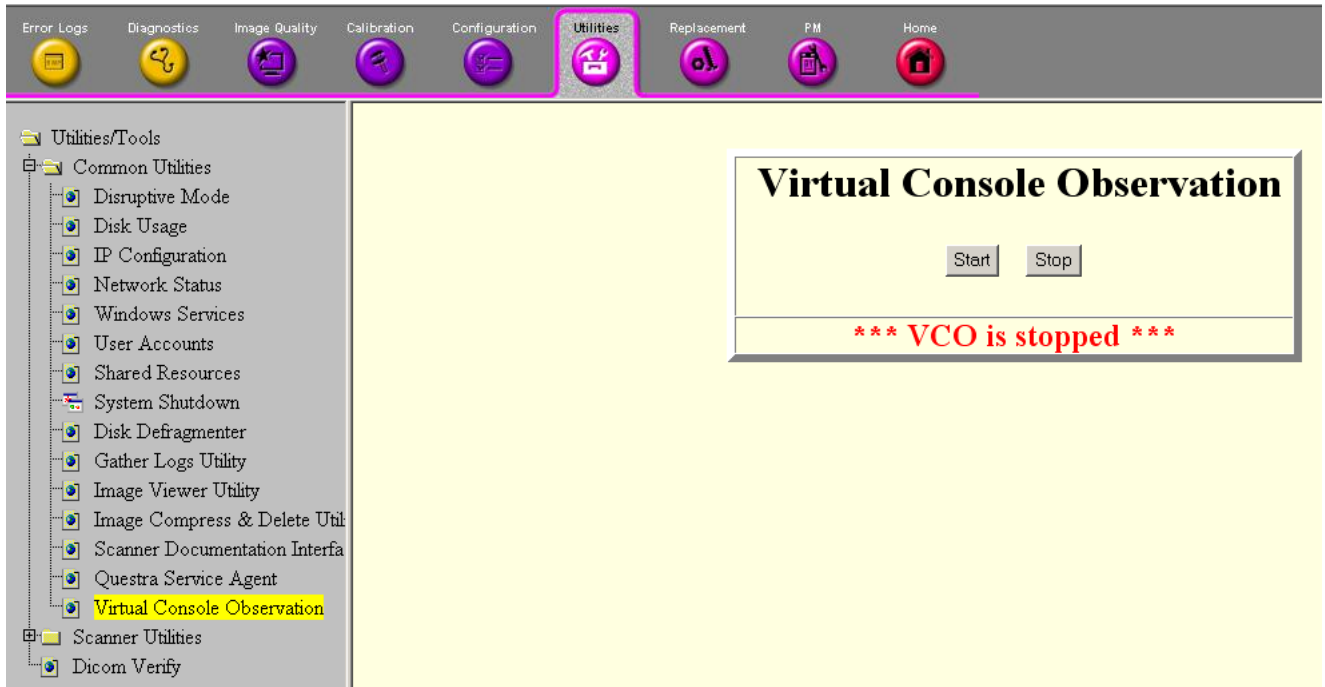 Error Logs
Diagnostics
Image Quality
Calibration
Configuration
Utilities
Replacement
PM
Home
Utilities/Tools
Common Utilities
Disruptive Mode
Disk Usage
IP Configuration
Network Status
Windows Services
User Accounts
Shared Resources
System Shutdown
Disk Defragmenter
Gather Logs Utility
Image Viewer Utility
Image Compress & Delete Util
Scanner Documentation Interfa
Questra Service Agent
Virtual Console Observation
Scanner Utilities
Dicom Verify
Virtual Console Observation
Start
Stop
*** VCO is stopped ***